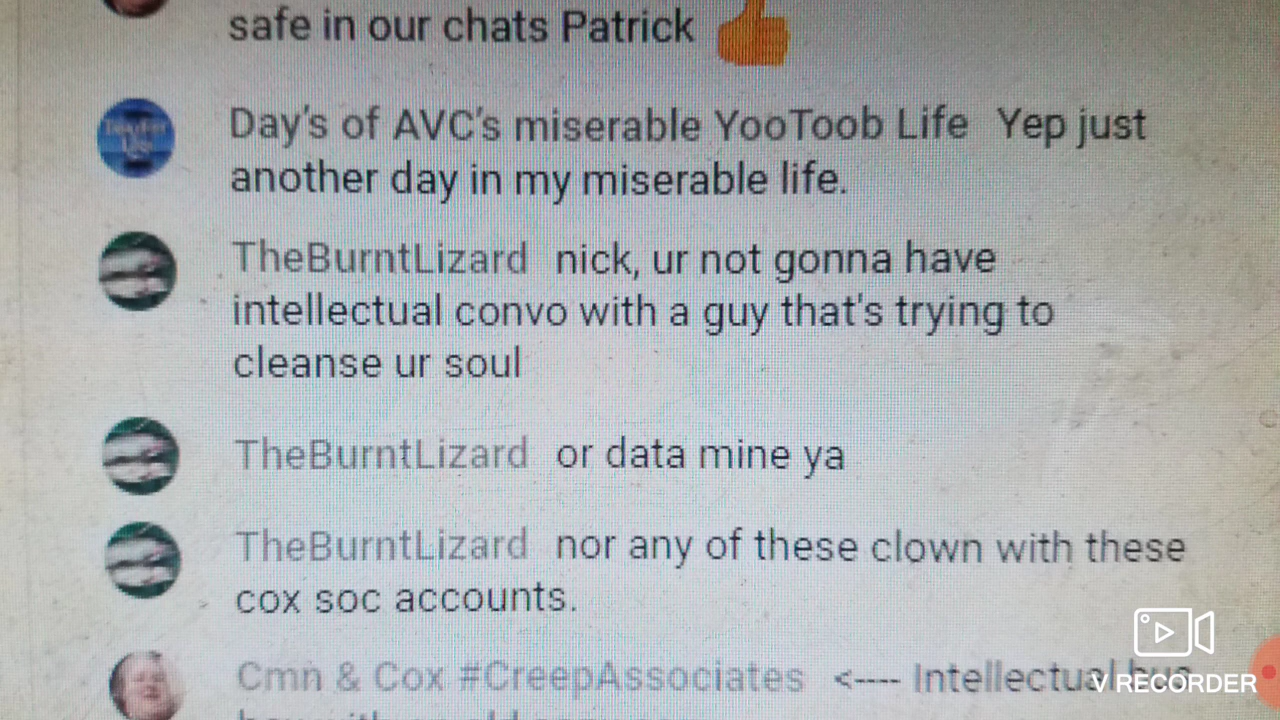 safe in our chats Patrick 👍
Day's of AVC's miserable YooToob Life Yep just
another day in my miserable life.
TheBurntLizard nick, ur not gonna have
intellectual convo with a guy that's trying to
cleanse ur soul
TheBurntLizard or data mine ya
TheBurntLizard nor any of these clown with these
cox soc accounts.
Cmn & Cox #CreepAssociates <---- Intellectual
V RECORDER